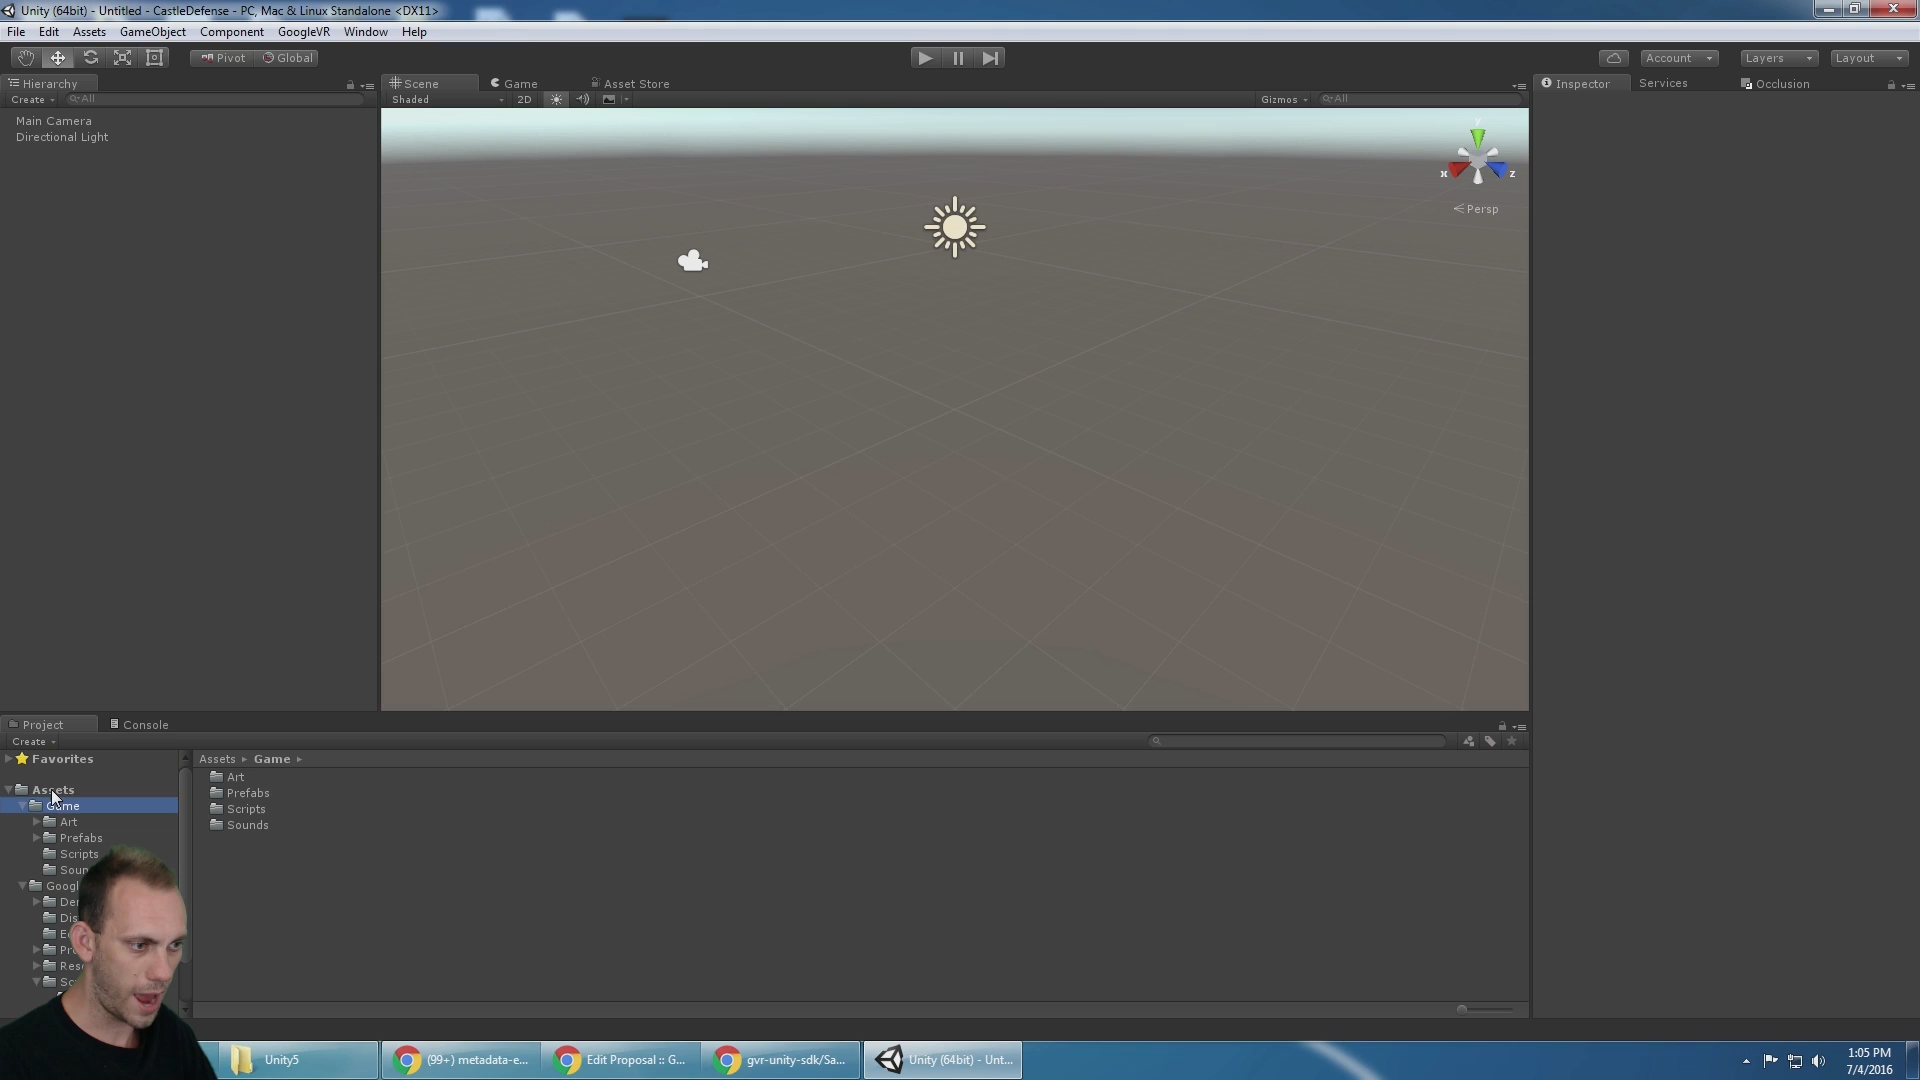 Unity (64bit) - Untitled - CastleDefense - PC, Mac & Linux Standalone <DX11>
File Edit Assets GameObject Component GoogleVR Window Help
Pivot Global Account Layers Layout
Hierarchy
Create All
Main Camera
Directional Light
Scene Game Asset Store
Shaded 2D Gizmos All
y
x z
Persp
Inspector Services Occlusion
Project Console
Create
Favorites
Assets
Game
Art
Prefabs
Scripts
Assets Game
Art
Prefabs
Scripts
Sounds
Unity5
(99+) metadata-e...
Edit Proposal :: G...
gvr-unity-sdk/Sa...
Unity (64bit) - Unt...
1:05 PM
7/4/2016